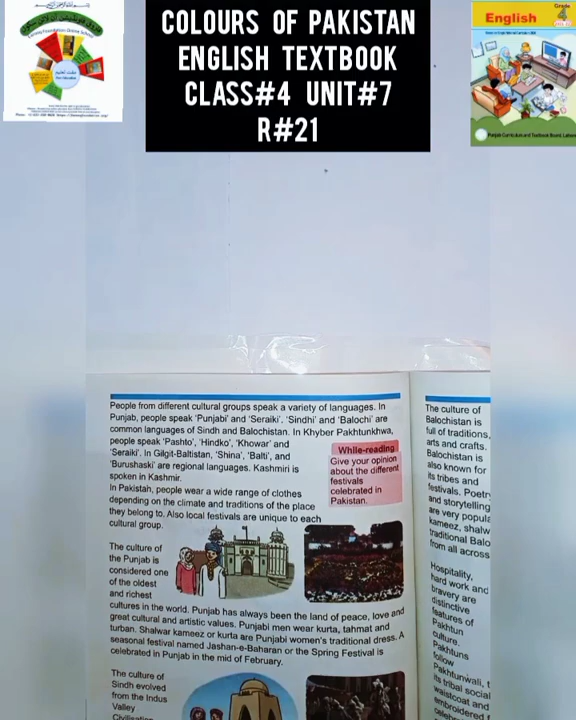 COLOURS OF PAKISTAN
ENGLISH TEXTBOOK
CLASS#4 UNIT#7
R#21
English
Grade
4
Punjab Curriculum and Textbook Board, Lahore
People from different cultural groups speak a variety of languages. In
Punjab, people speak 'Punjabi' and 'Seraiki'. 'Sindhi' and 'Balochi' are
common languages of Sindh and Balochistan. In Khyber Pakhtunkhwa,
people speak 'Pashto', 'Hindko', 'Khowar' and
'Seraiki'. In Gilgit-Baltistan, 'Shina', 'Balti', and
'Burushaski' are regional languages. Kashmiri is
spoken in Kashmir.
While-reading
Give your opinion
about the different
festivals
celebrated in
Pakistan.
In Pakistan, people wear a wide range of clothes
depending on the climate and traditions of the place
they belong to. Also local festivals are unique to each
cultural group.
The culture of
the Punjab is
considered one
of the oldest
and richest
cultures in the world. Punjab has always been the land of peace, love and
great cultural and artistic values. Punjabi men wear kurta, tahmat and
turban. Shalwar kameez or kurta are Punjabi women's traditional dress. A
seasonal festival named Jashan-e-Baharan or the Spring Festival is
celebrated in Punjab in the mid of February.
The culture of
Sindh evolved
from the Indus
Valley
Civilisation
The culture of
Balochistan is
full of traditions,
arts and crafts.
Balochistan is
also known for
its tribes and
festivals. Poetry
and storytelling
are very popula
kameez, shalw
traditional Balo
from all across
Hospitality,
hard work and
bravery are
distinctive
features of
Pakhtun
culture.
Pakhtuns
follow
Pakhtunwali, t
its tribal social
waistcoat and
embroidered